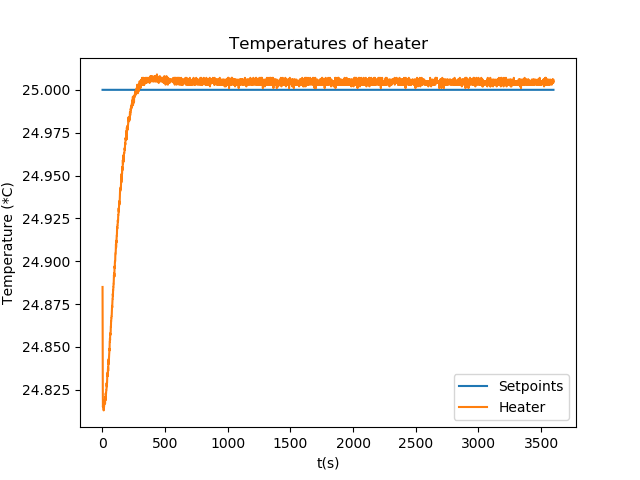 Temperatures of heater
Temperature (*C)
25.000
24.975
24.950
24.925
24.900
24.875
24.850
24.825
0 500 1000 1500 2000 2500 3000 3500
t(s)
Setpoints
Heater